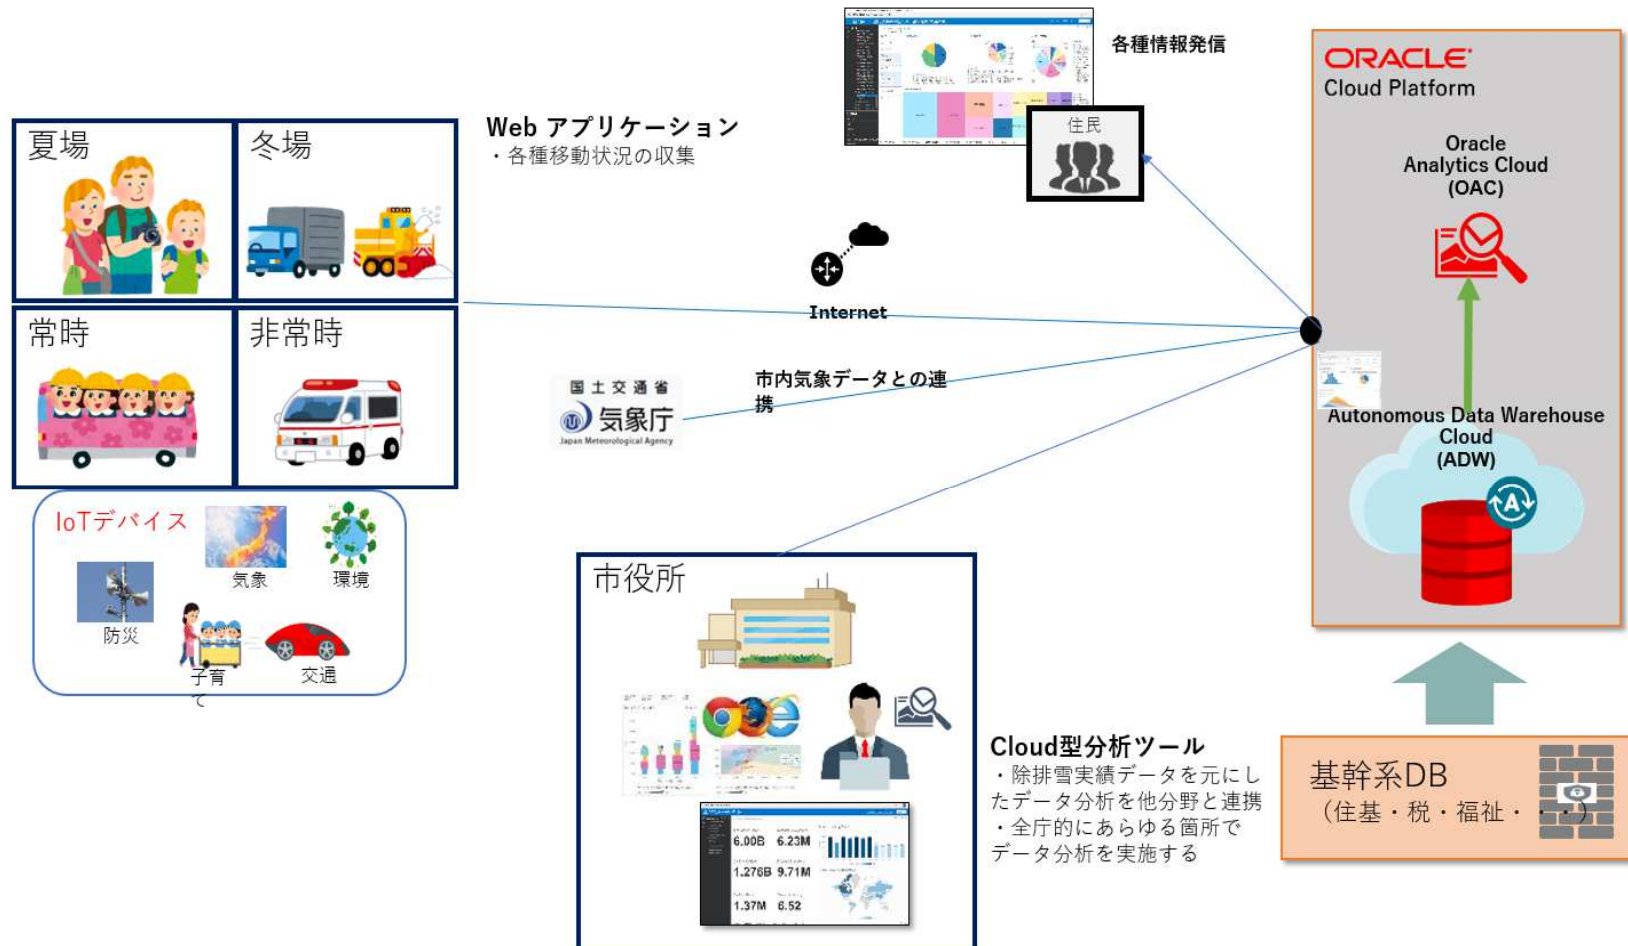 各種情報発信
住民
ORACLE
Cloud Platform
Oracle
Analytics Cloud
(OAC)
夏場
冬場
Web アプリケーション
・各種移動状況の収集
Internet
常時
非常時
国土交通省
気象庁
Japan Meteorological Agency
市内気象データとの連
携
Autonomous Data Warehouse
Cloud
(ADW)
A
IoTデバイス
気象
環境
防災
子育
て
交通
市役所
6.00B 6.23M
1.276B 9.71M
1.37M 6.52
Cloud型分析ツール
・除排雪実績データを元にし
たデータ分析を他分野と連携
・全庁的にあらゆる箇所で
データ分析を実施する
基幹系DB
（住基・税・福祉・・・）